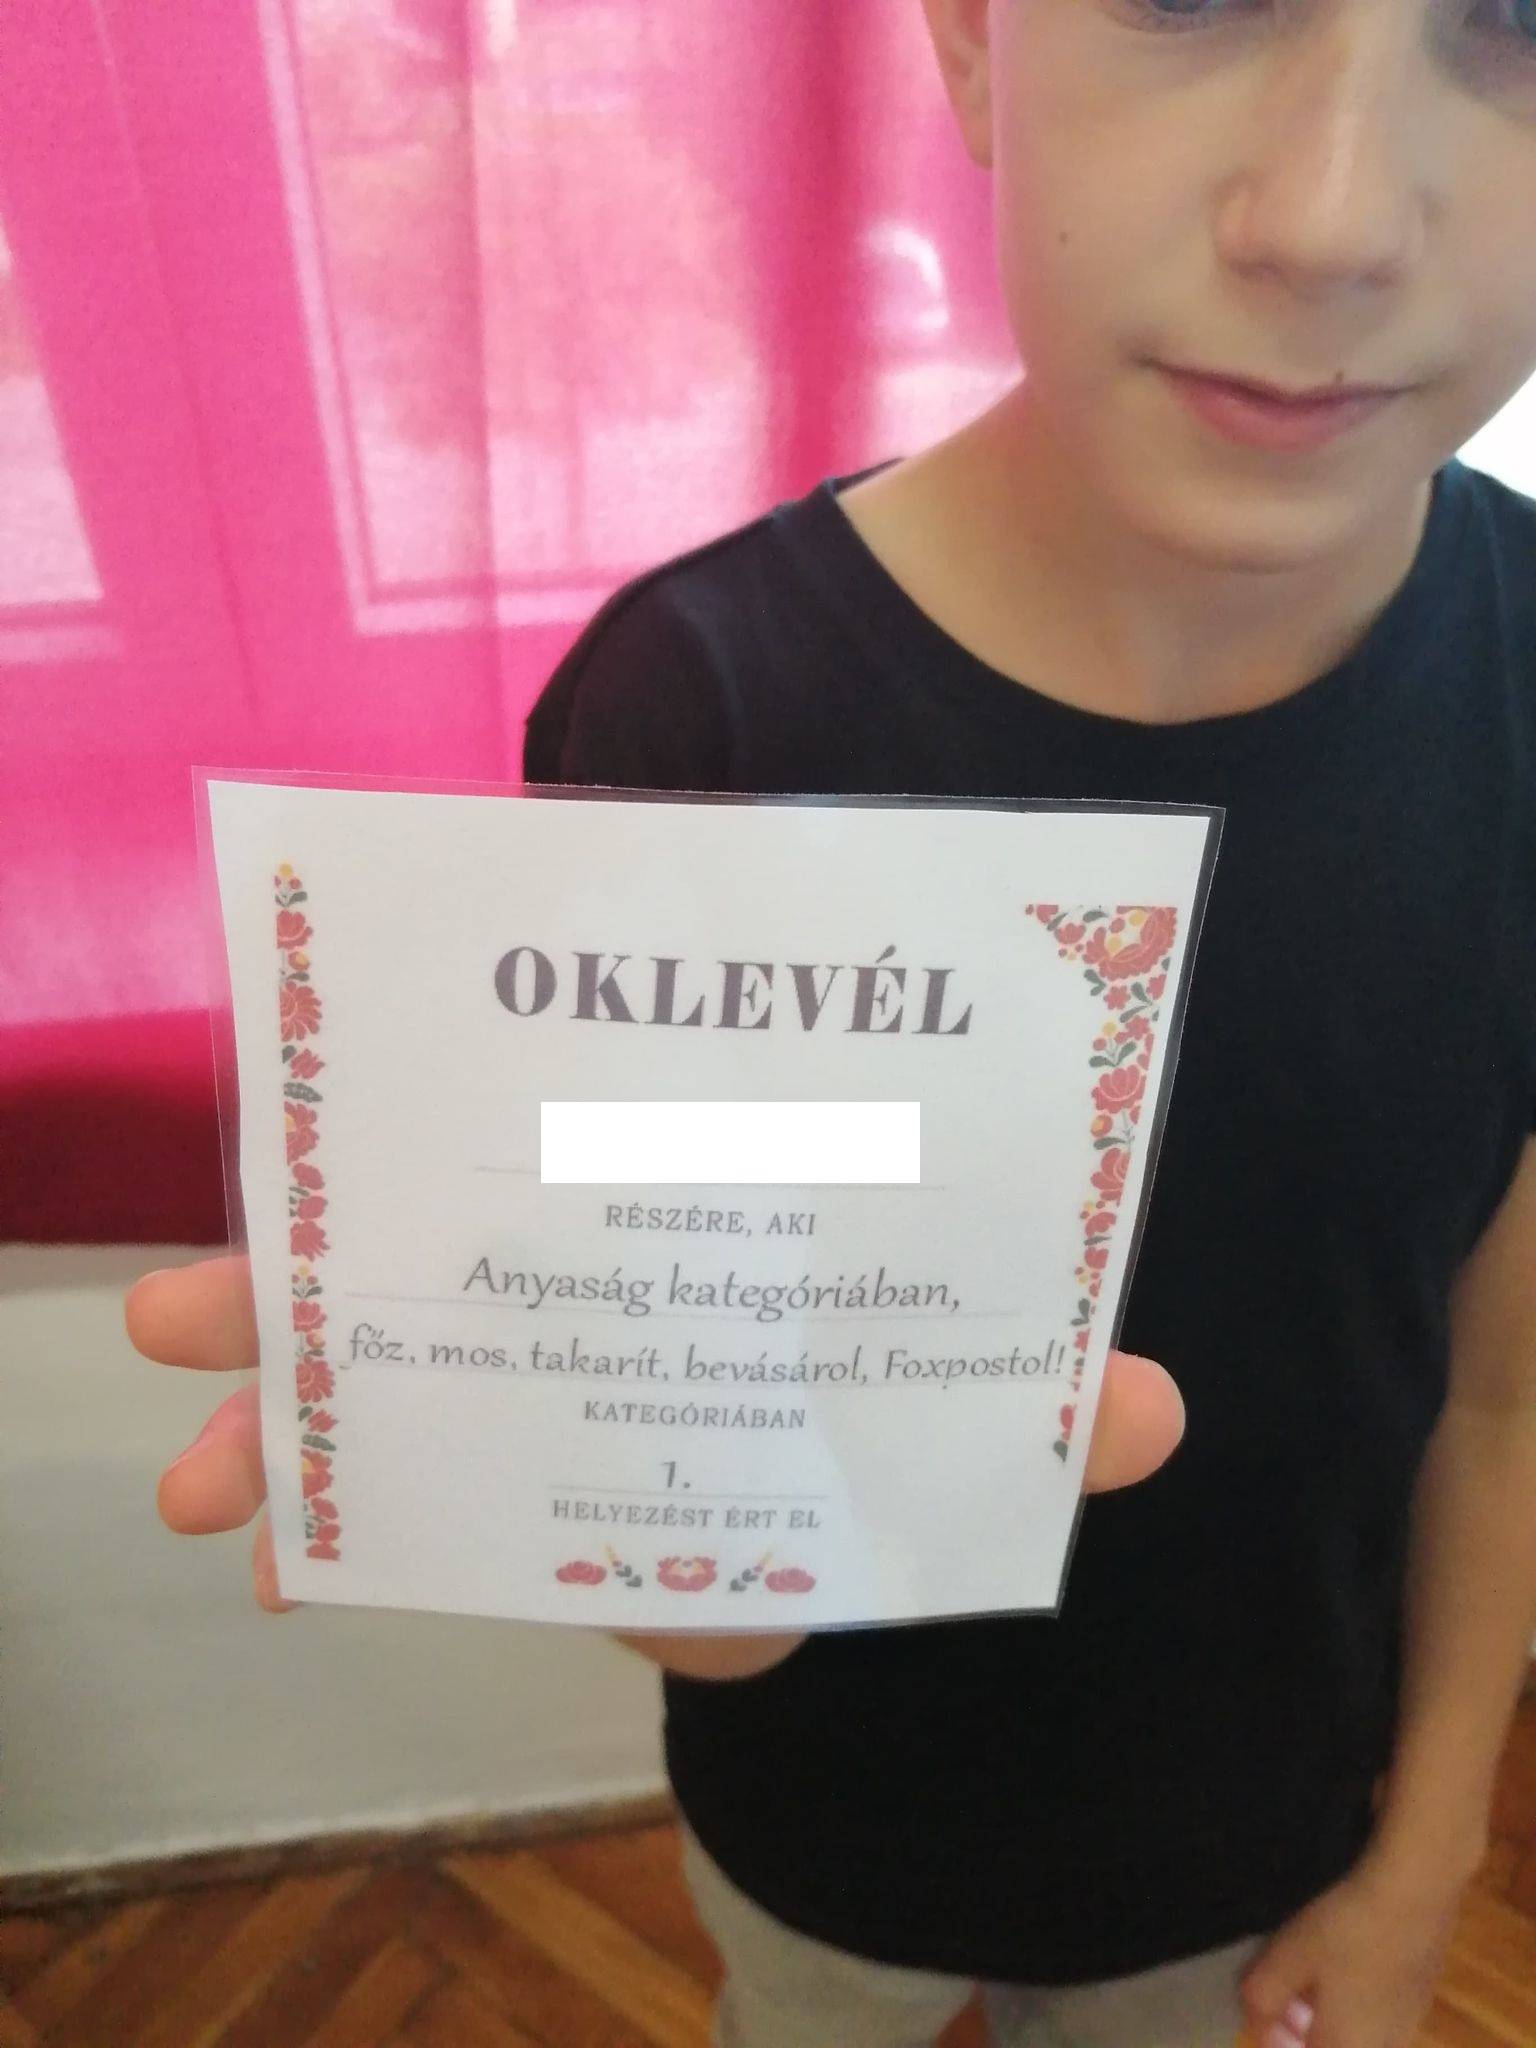 OKLEVÉL
RÉSZÉRE, AKI
Anyaság kategóriában,
főz, mos, takarít, bevásárol, Foxpostol!
KATEGÓRIÁBAN
1.
HELYEZÉST ÉRT EL